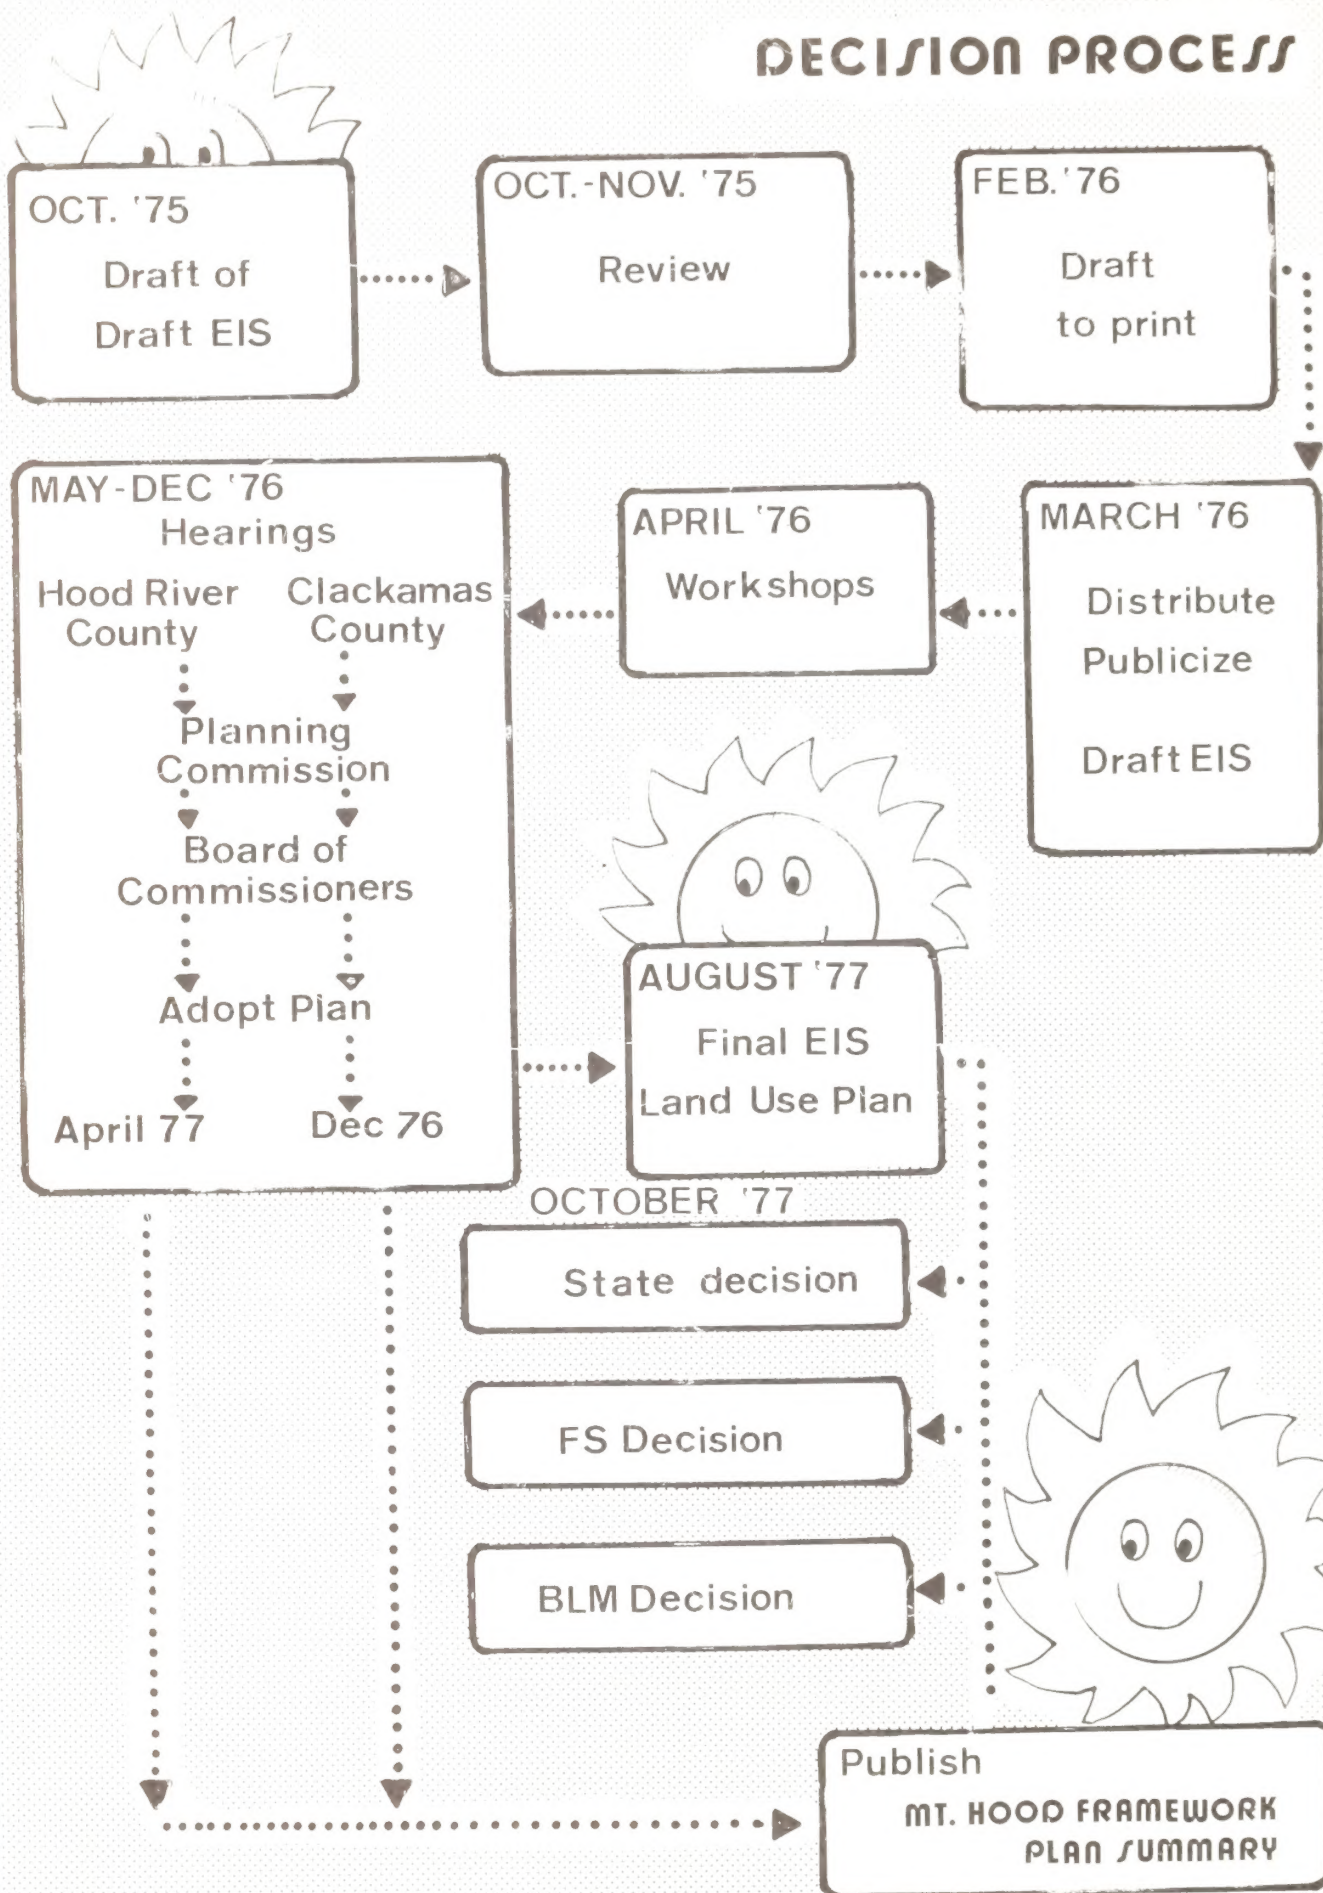 DECISION PROCESS
OCT. '75
Draft of
Draft EIS
OCT.-NOV. '75
Review
FEB. '76
Draft
to print
MARCH '76
Distribute
Publicize
Draft EIS
APRIL '76
Workshops
MAY-DEC '76
Hearings
Hood River Clackamas
County County
Planning
Commission
Board of
Commissioners
Adopt Plan
April 77 Dec 76
AUGUST '77
Final EIS
Land Use Plan
OCTOBER '77
State decision
FS Decision
BLM Decision
Publish
MT. HOOD FRAMEWORK
PLAN SUMMARY